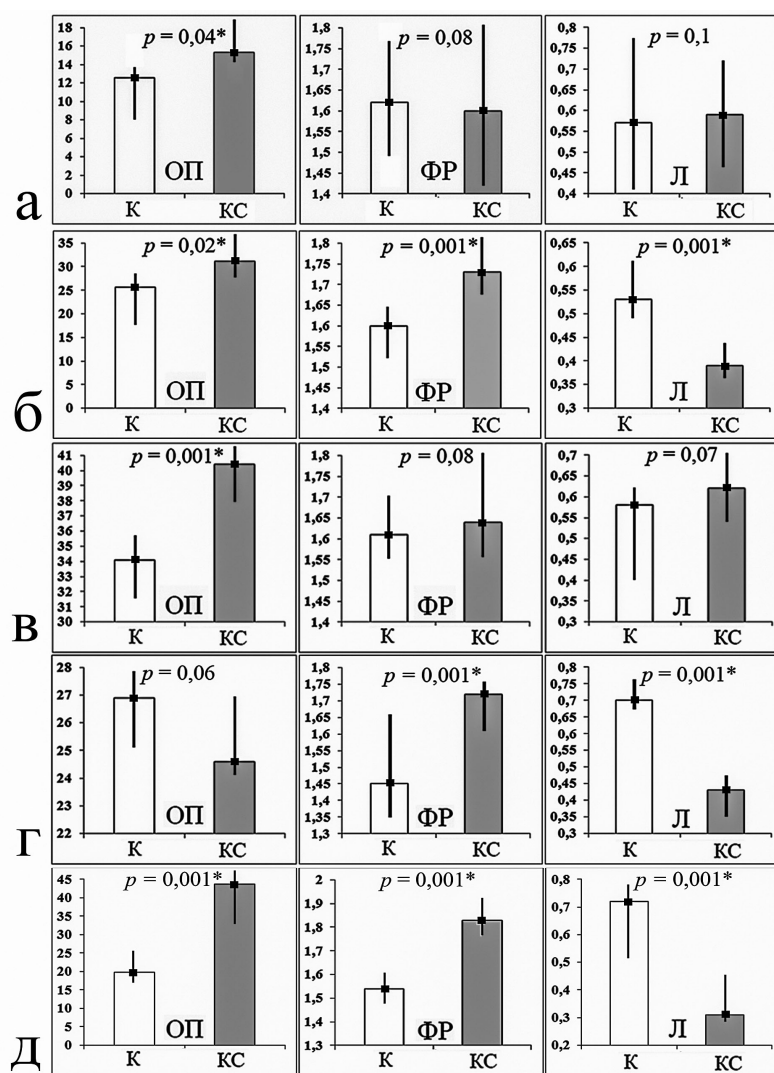 а
18
16
14
12
10
8
6
4
2
0
p = 0,04*
ОП
К КС
1,8
1,75
1,7
1,65
1,6
1,55
1,5
1,45
1,4
p = 0,08
ФР
К КС
0,8
0,75
0,7
0,65
0,6
0,55
0,5
0,45
0,4
p = 0,1
Л
К КС
б
35
30
25
20
15
10
5
0
p = 0,02*
ОП
К КС
1,8
1,75
1,7
1,65
1,6
1,55
1,5
1,45
1,4
p = 0,001*
ФР
К КС
0,65
0,6
0,55
0,5
0,45
0,4
0,35
0,3
p = 0,001*
Л
К КС
в
41
40
39
38
37
36
35
34
33
32
31
30
p = 0,001*
ОП
К КС
1,8
1,75
1,7
1,65
1,6
1,55
1,5
1,45
1,4
p = 0,08
ФР
К КС
0,7
0,65
0,6
0,55
0,5
0,45
0,4
0,35
0,3
p = 0,07
Л
К КС
г
28
27
26
25
24
23
22
p = 0,06
ОП
К КС
1,8
1,75
1,7
1,65
1,6
1,55
1,5
1,45
1,4
1,35
1,3
p = 0,001*
ФР
К КС
0,8
0,75
0,7
0,65
0,6
0,55
0,5
0,45
0,4
0,35
0,3
p = 0,001*
Л
К КС
д
45
40
35
30
25
20
15
10
5
0
p = 0,001*
ОП
К КС
2
1,9
1,8
1,7
1,6
1,5
1,4
1,3
p = 0,001*
ФР
К КС
0,8
0,7
0,6
0,5
0,4
0,3
0,2
p = 0,001*
Л
К КС